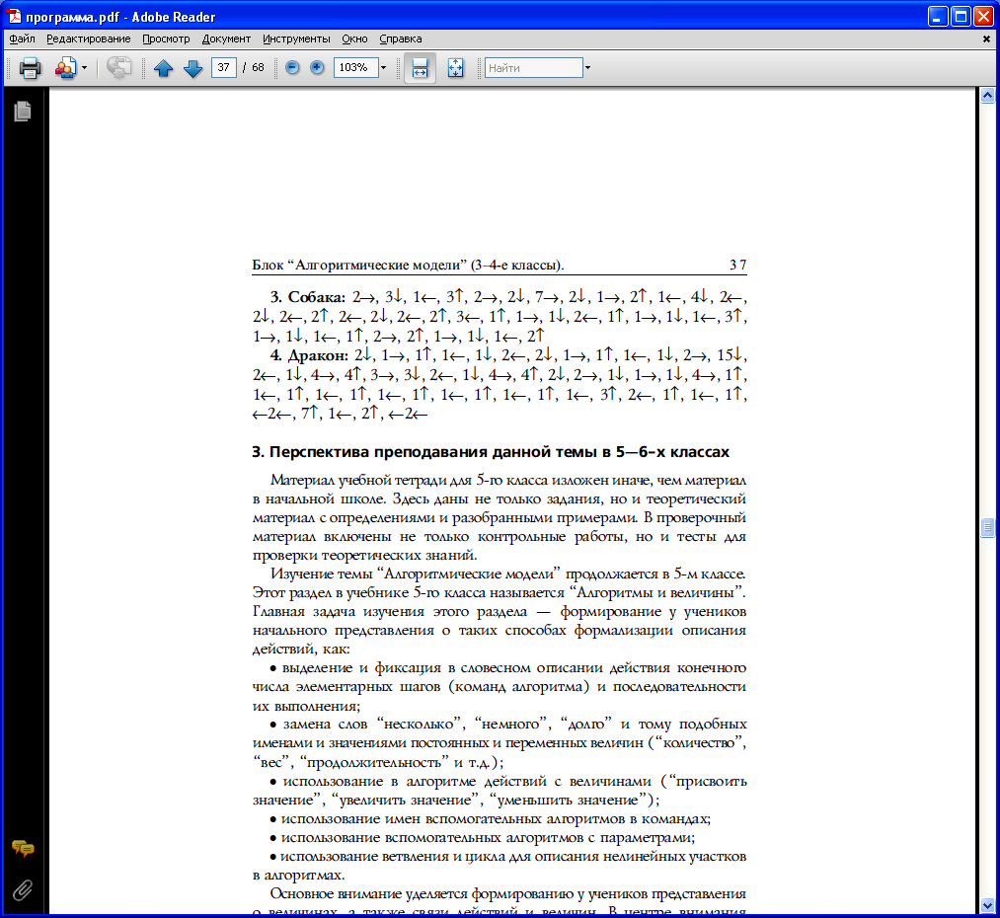 программа.pdf - Adobe Reader
Файл Редактирование Просмотр Документ Инструменты Окно Справка
37 / 68 103% Найти
Блок “Алгоритмические модели” (3–4-е классы). 37
3. Собака: 2→, 3↓, 1←, 3↑, 2→, 2↓, 7→, 2↓, 1→, 2↑, 1←, 4↓, 2←,
2↓, 2←, 2↑, 2←, 2↓, 2←, 2↑, 3←, 1↑, 1→, 1↓, 2←, 1↑, 1→, 1↓, 1←, 3↑,
1→, 1↓, 1←, 1↑, 2→, 2↑, 1→, 1↓, 1←, 2↑
4. Дракон: 2↓, 1→, 1↑, 1←, 1↓, 2←, 2↓, 1→, 1↑, 1←, 1↓, 2→, 15↓,
2←, 1↓, 4→, 4↑, 3→, 3↓, 2←, 1↓, 4→, 4↑, 2↓, 2→, 1↓, 1→, 1↓, 4→, 1↑,
1←, 1↑, 1←, 1↑, 1←, 1↑, 1←, 1↑, 1←, 1↑, 1←, 3↑, 2←, 1↑, 1←, 1↑,
←2←, 7↑, 1←, 2↑, ←2←
3. Перспектива преподавания данной темы в 5—6-х классах
Материал учебной тетради для 5-го класса изложен иначе, чем материал
в начальной школе. Здесь даны не только задания, но и теоретический
материал с определениями и разобранными примерами. В проверочный
материал включены не только контрольные работы, но и тесты для
проверки теоретических знаний.
Изучение темы “Алгоритмические модели” продолжается в 5-м классе.
Этот раздел в учебнике 5-го класса называется “Алгоритмы и величины”.
Главная задача изучения этого раздела — формирование у учеников
начального представления о таких способах формализации описания
действий, как:
• выделение и фиксация в словесном описании действия конечного
числа элементарных шагов (команд алгоритма) и последовательности
их выполнения;
• замена слов “несколько”, “немного”, “долго” и тому подобных
именами и значениями постоянных и переменных величин (“количество”,
“вес”, “продолжительность” и т.д.);
• использование в алгоритме действий с величинами (“присвоить
значение”, “увеличить значение”, “уменьшить значение”);
• использование имен вспомогательных алгоритмов в командах;
• использование вспомогательных алгоритмов с параметрами;
• использование ветвления и цикла для описания нелинейных участков
в алгоритмах.
Основное внимание уделяется формированию у учеников представления
о величинах, а также связи действий и величин. В центре внимания